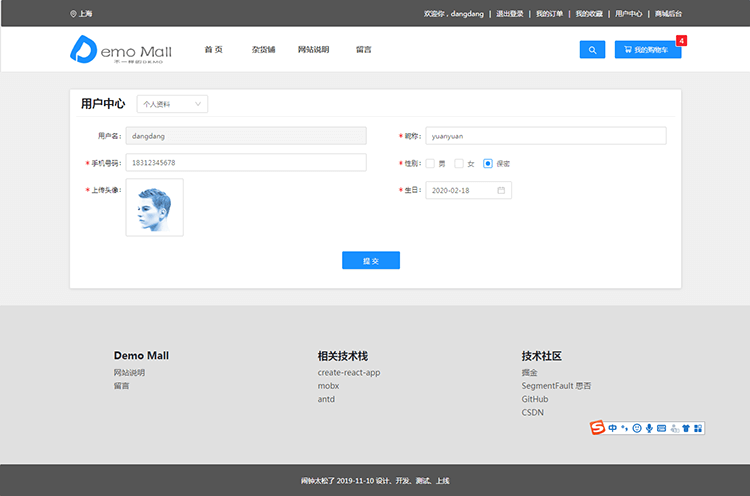 上海
欢迎你，dangdang | 退出登录 | 我的订单 | 我的收藏 | 用户中心 | 商城后台
Demo Mall
不一样的DEMO
首 页 杂货铺 网站说明 留言
我的购物车 4
用户中心 个人资料
用户名： dangdang
* 昵称： yuanyuan
* 手机号码： 18312345678
* 性别： 男 女 保密
* 上传头像：
* 生日： 2020-02-18
提 交
Demo Mall
网站说明
留言
相关技术栈
create-react-app
mobx
antd
技术社区
掘金
SegmentFault 思否
GitHub
CSDN
S 中
闹钟太松了 2019-11-10 设计、开发、测试、上线